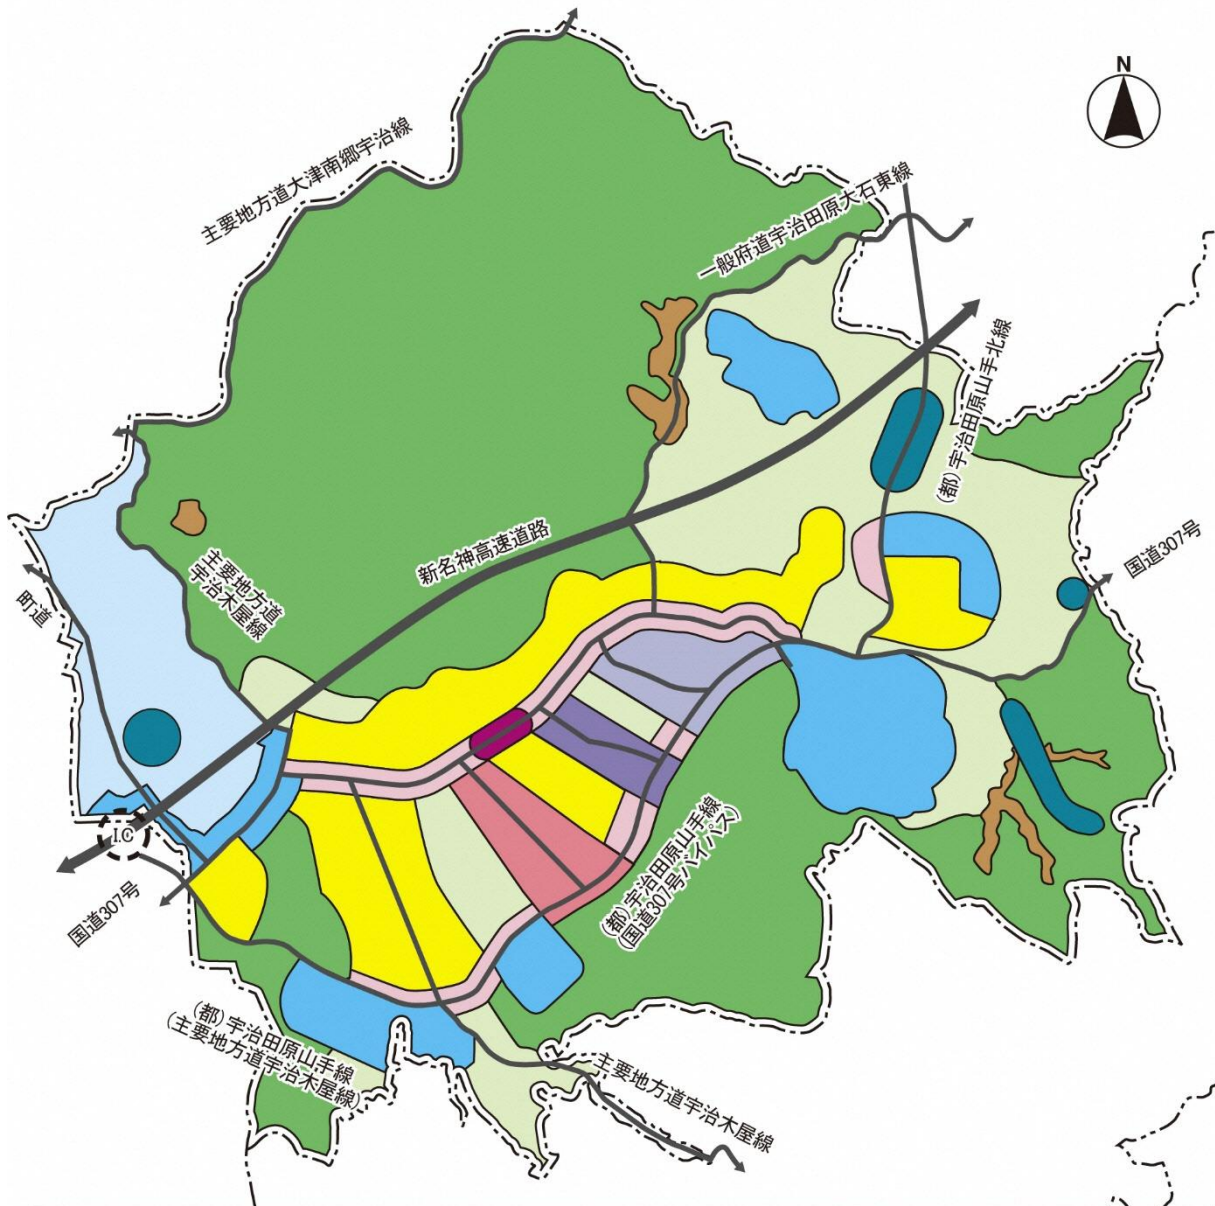 N
主要地方道大津南郷宇治線
一般府道宇治田原大石東線
(都)宇治田原山手北線
国道307号
新名神高速道路
主要地方道
宇治木屋線
町道
I.C
国道307号
(都)宇治田原山手線
(国道307号バイパス)
(都)宇治田原山手線
(主要地方道宇治木屋線)
主要地方道宇治木屋線